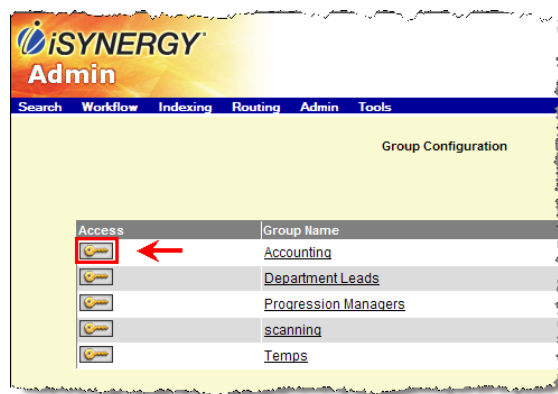 iSYNERGY
Admin
Search Workflow Indexing Routing Admin Tools
Group Configuration
Access Group Name
Accounting
Department Leads
Progression Managers
scanning
Temps